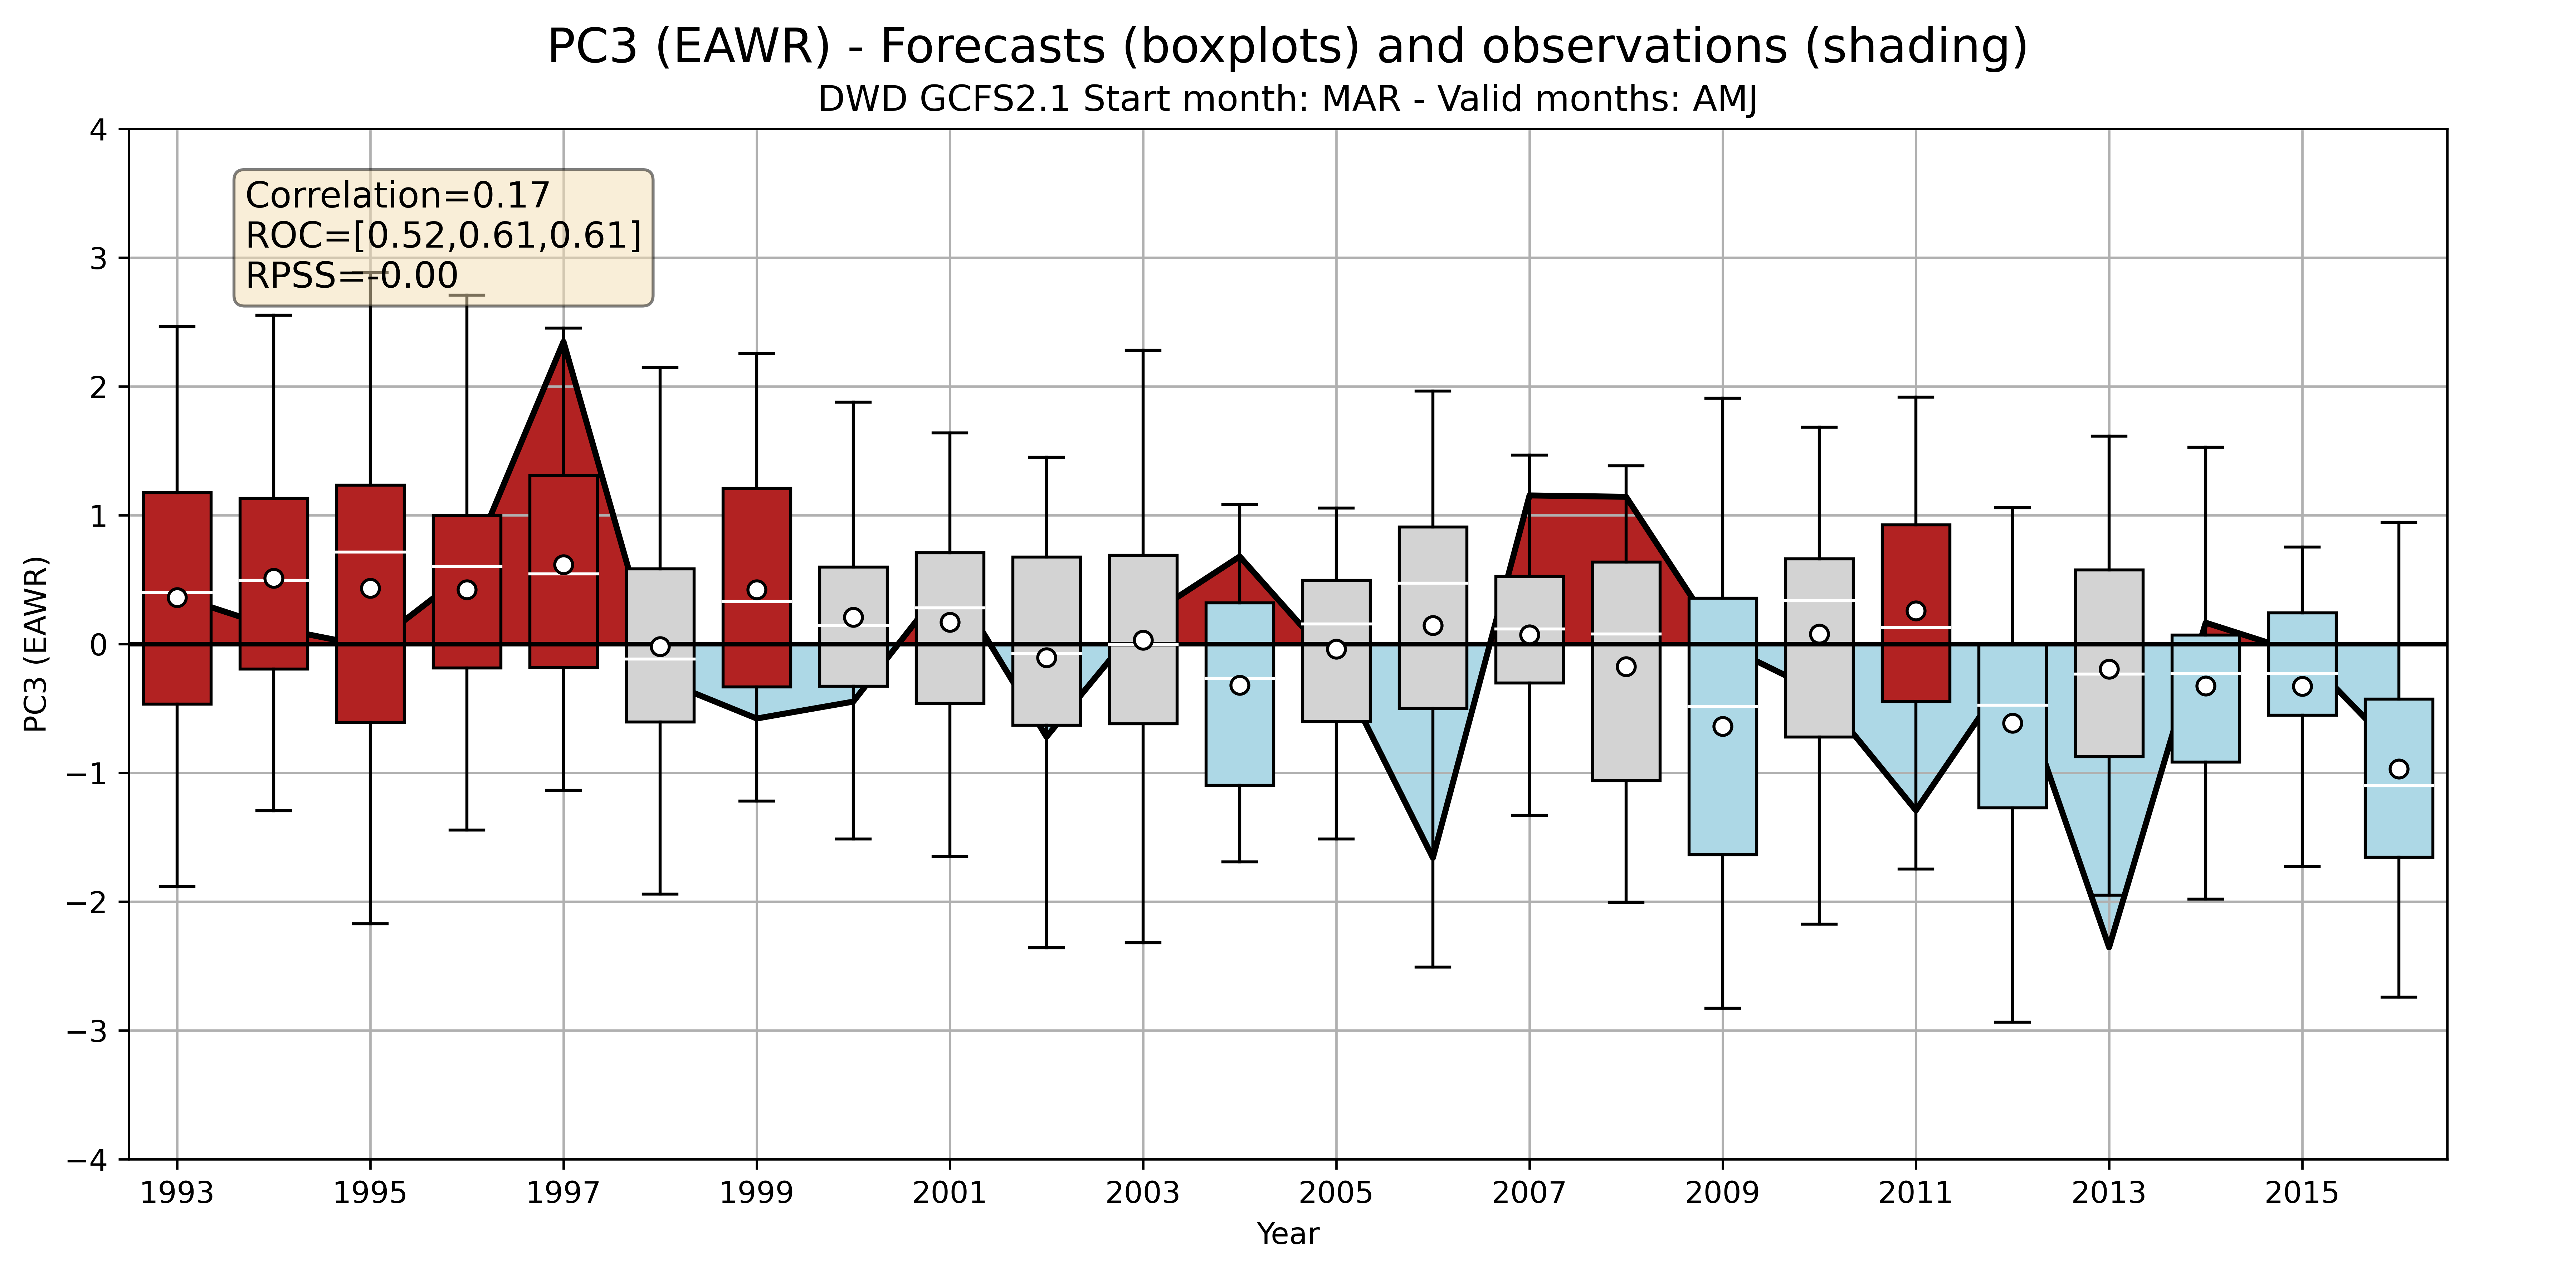 PC3 (EAWR) - Forecasts (boxplots) and observations (shading)
DWD GCFS2.1 Start month: MAR - Valid months: AMJ
Correlation=0.17
ROC=[0.52,0.61,0.61]
RPSS=-0.00
PC3 (EAWR)
4
3
2
1
0
−1
−2
−3
−4
1993 1995 1997 1999 2001 2003 2005 2007 2009 2011 2013 2015
Year